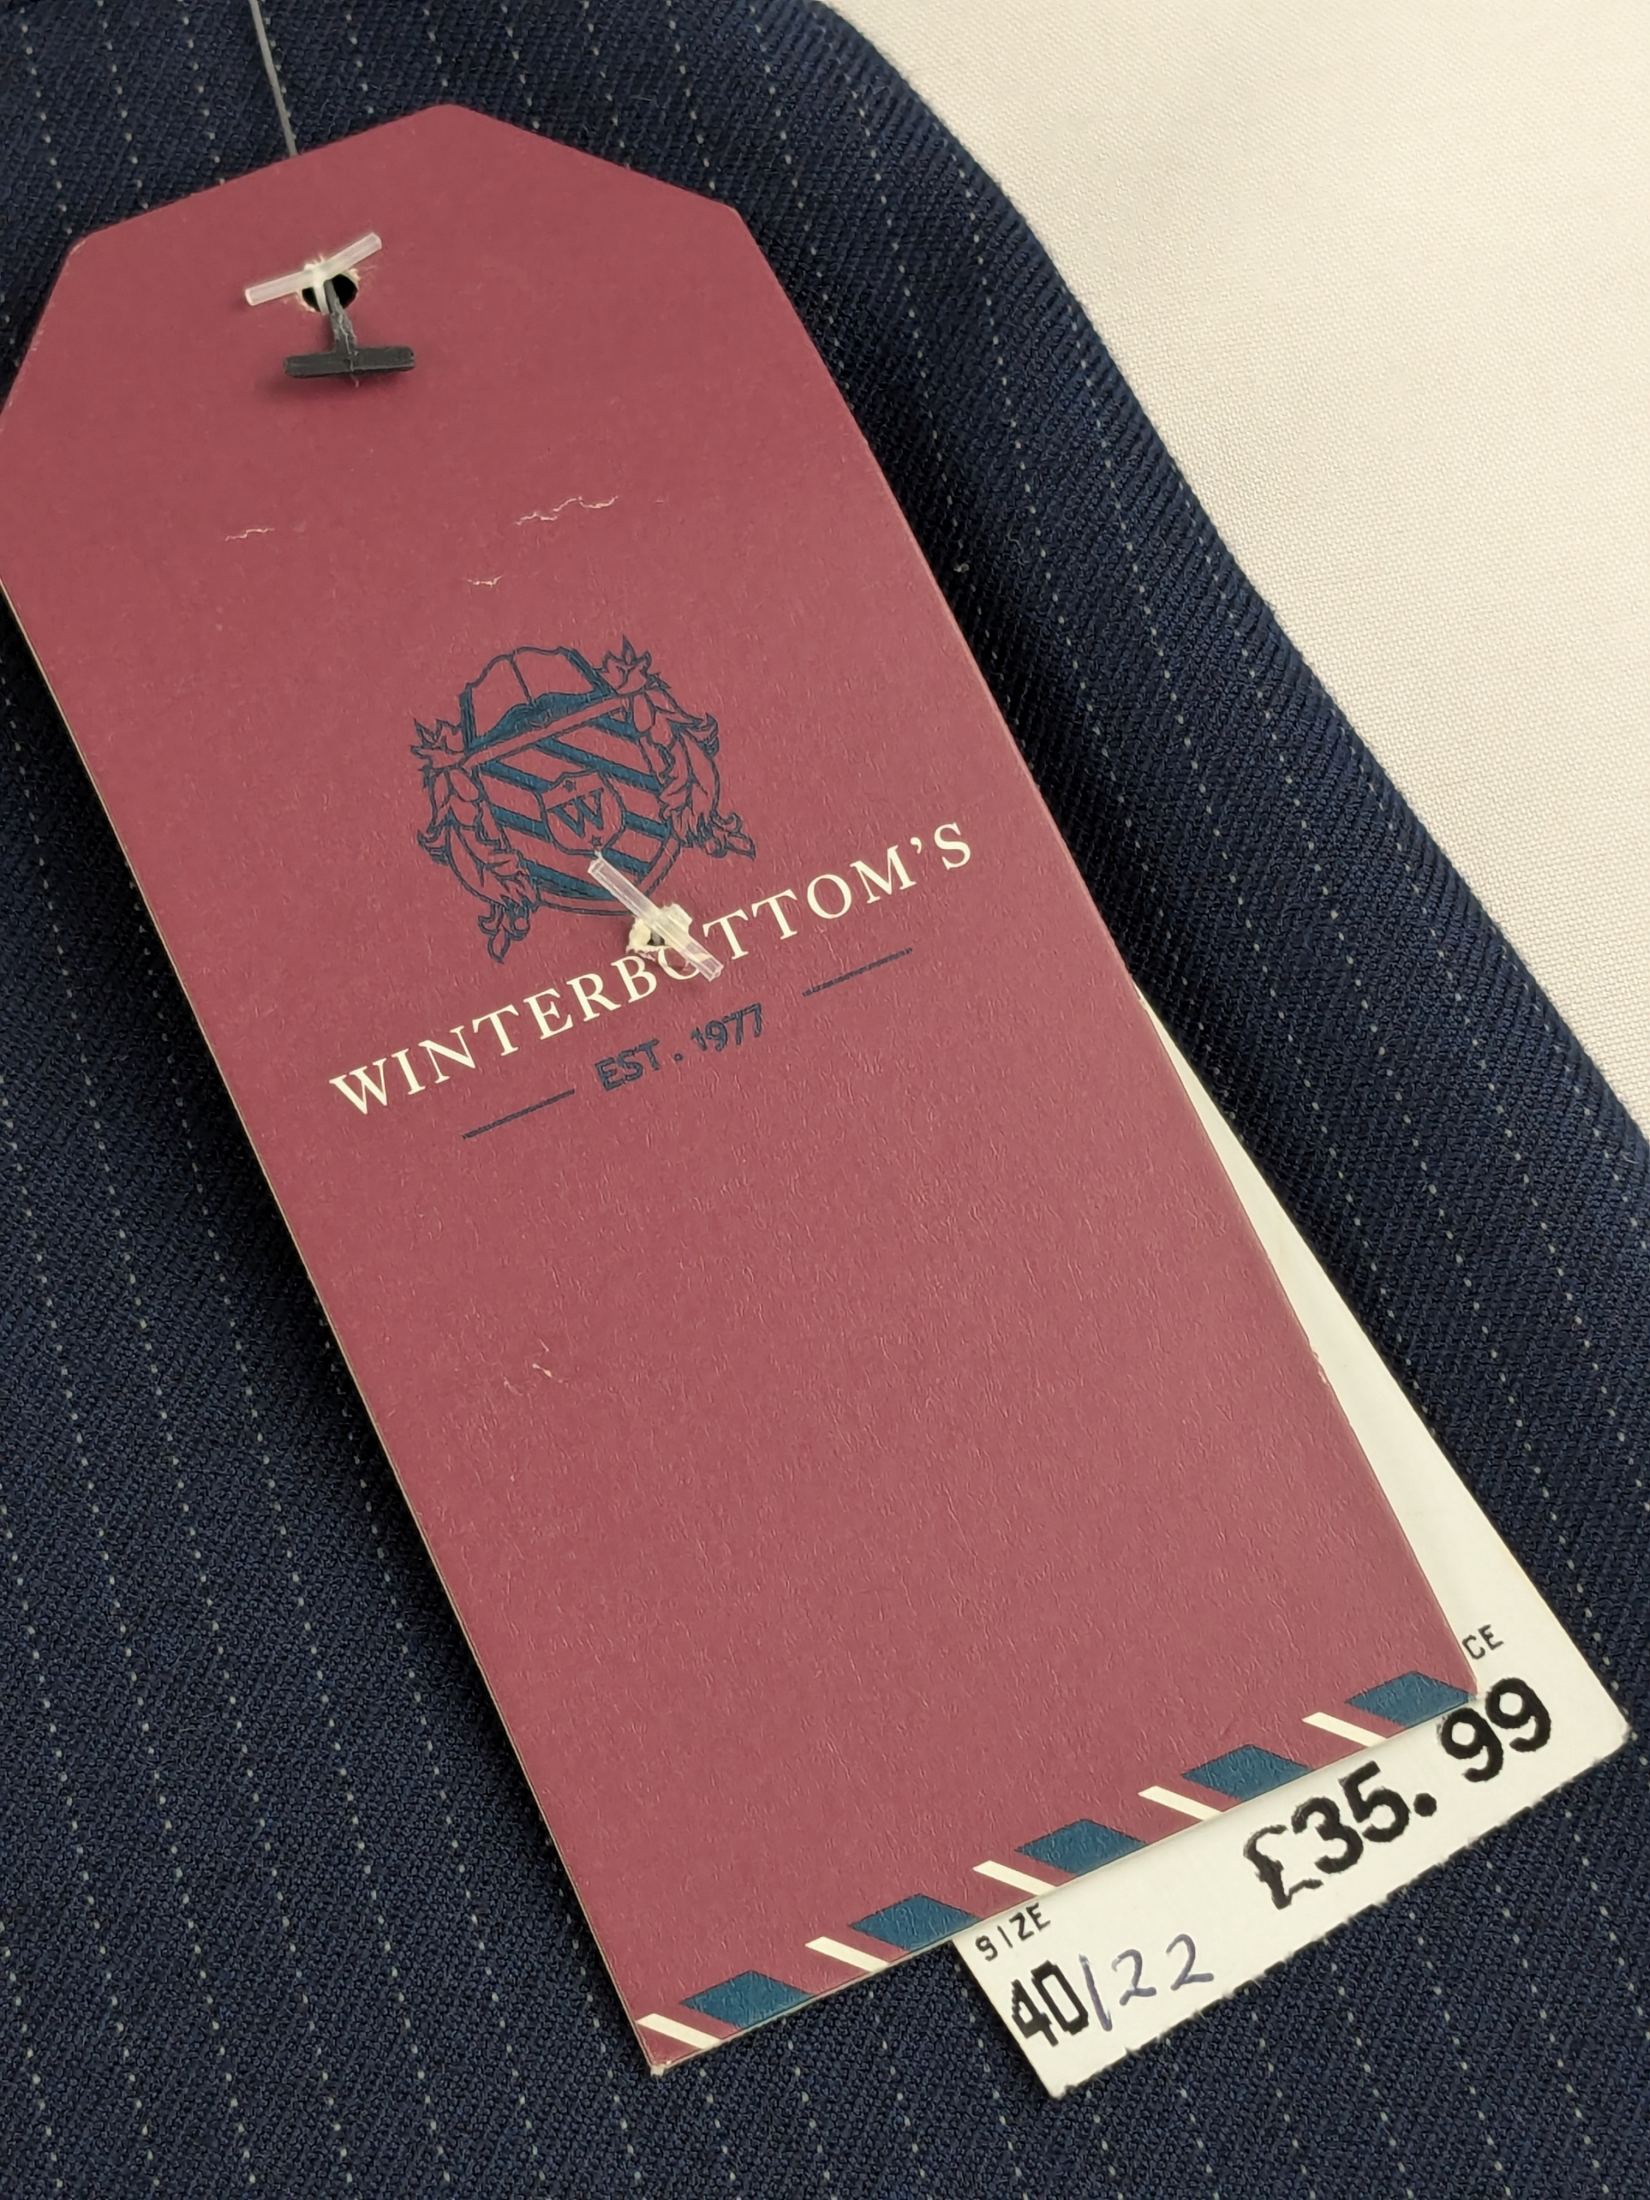 W
WINTERBOTTOM'S
EST. 1977
CE
£35.99
SIZE
40/22